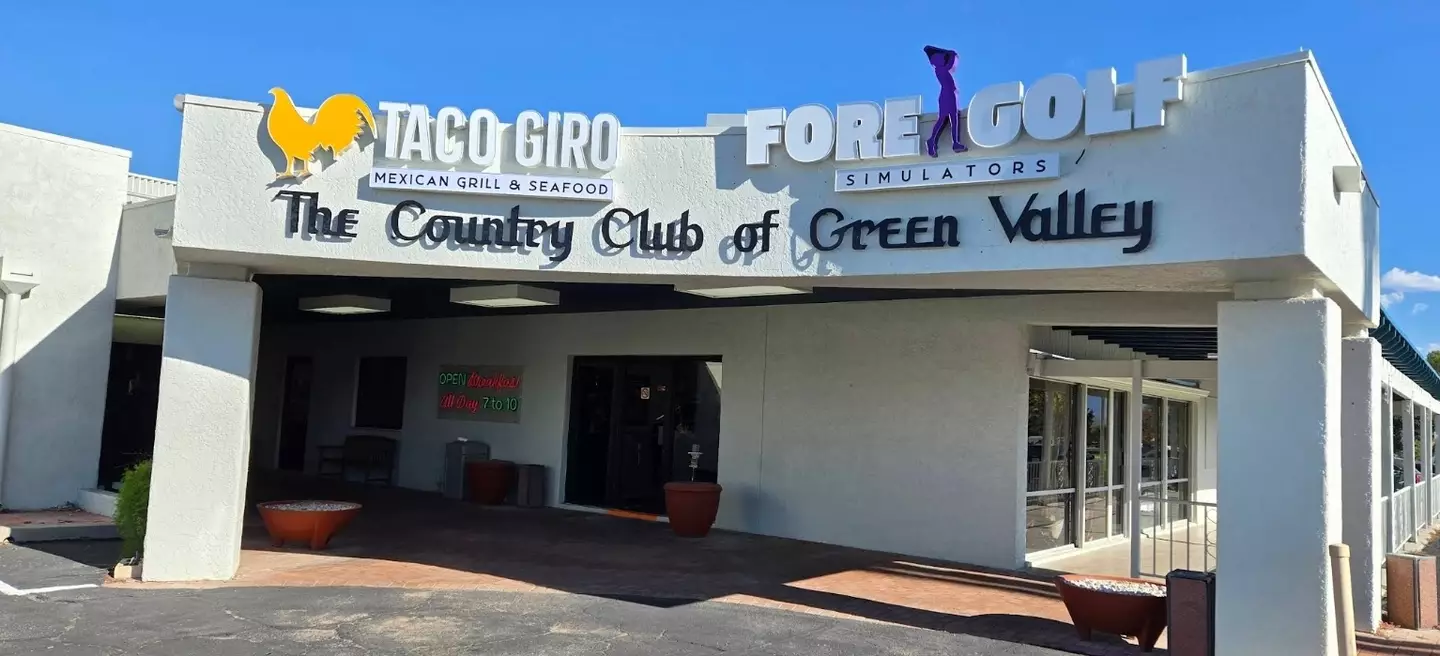 TACO GIRO
MEXICAN GRILL & SEAFOOD
FORE GOLF
SIMULATORS
The Country Club of Green Valley
OPEN Breakfast
All Day 7 to 10